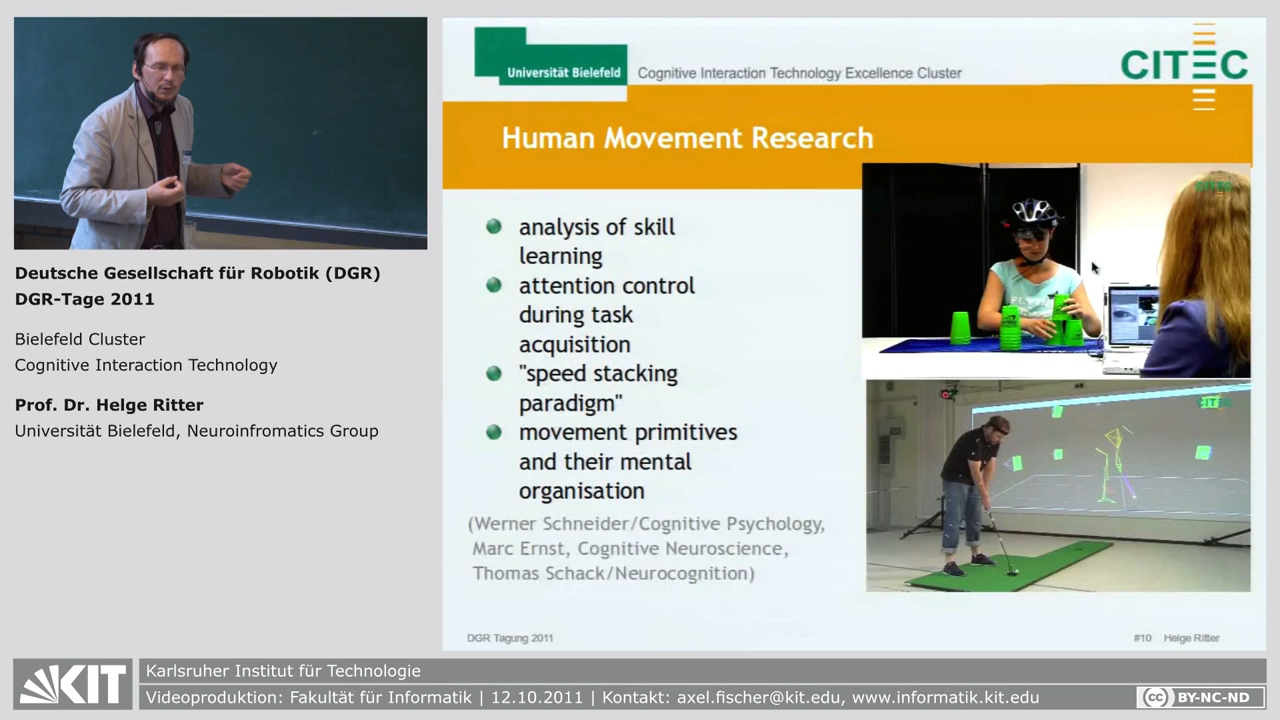 Deutsche Gesellschaft für Robotik (DGR)
DGR-Tage 2011
Bielefeld Cluster
Cognitive Interaction Technology
Prof. Dr. Helge Ritter
Universität Bielefeld, Neuroinfromatics Group
Universität Bielefeld
Cognitive Interaction Technology Excellence Cluster
CITEC
Human Movement Research
analysis of skill
learning
attention control
during task
acquisition
"speed stacking
paradigm"
movement primitives
and their mental
organisation
(Werner Schneider/Cognitive Psychology,
Marc Ernst, Cognitive Neuroscience,
Thomas Schack/Neurocognition)
CITEC
CITEC
DGR Tagung 2011
#10 Helge Ritter
KIT
Karlsruher Institut für Technologie
Videoproduktion: Fakultät für Informatik | 12.10.2011 | Kontakt: axel.fischer@kit.edu, www.informatik.kit.edu
cc BY-NC-ND